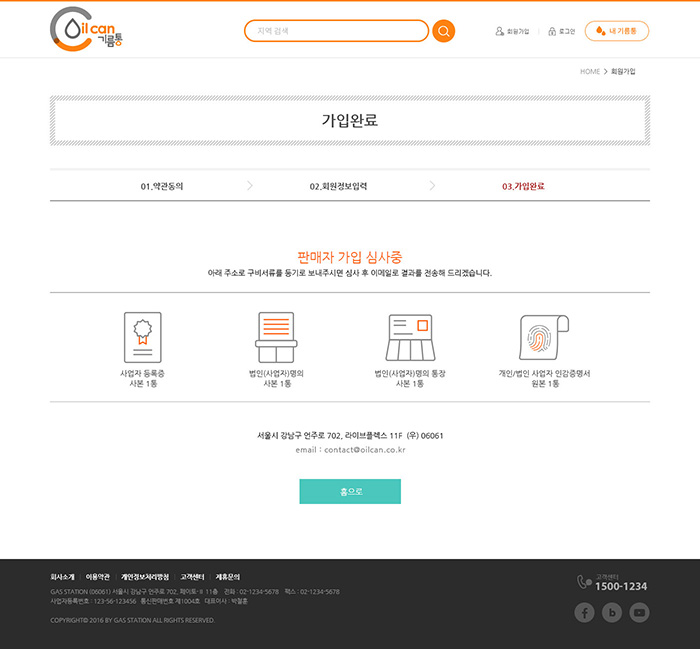 Oil can
기름통
지역 검색
회원가입
로그인
내 기름통
HOME > 회원가입
가입완료
01.약관동의
02.회원정보입력
03.가입완료
판매자 가입 심사중
아래 주소로 구비서류를 등기로 보내주시면 심사 후 이메일로 결과를 전송해 드리겠습니다.
사업자 등록증
사본 1통
법인(사업자)명의
사본 1통
법인(사업자)명의 통장
사본 1통
개인/법인 사업자 인감증명서
원본 1통
서울시 강남구 언주로 702, 라이브플렉스 11F (우) 06061
email : contact@oilcan.co.kr
홈으로
회사소개 | 이용약관 | 개인정보처리방침 | 고객센터 | 제휴문의
GAS STATION (06061) 서울시 강남구 언주로 702, 페이토-Ⅱ 11층 전화 : 02-1234-5678 팩스 : 02-1234-5678
사업자등록번호 : 123-56-123456 통신판매번호 제1004호 대표이사 : 박철훈
COPYRIGHT© 2016 BY GAS STATION ALL RIGHTS RESERVED.
고객센터
1500-1234